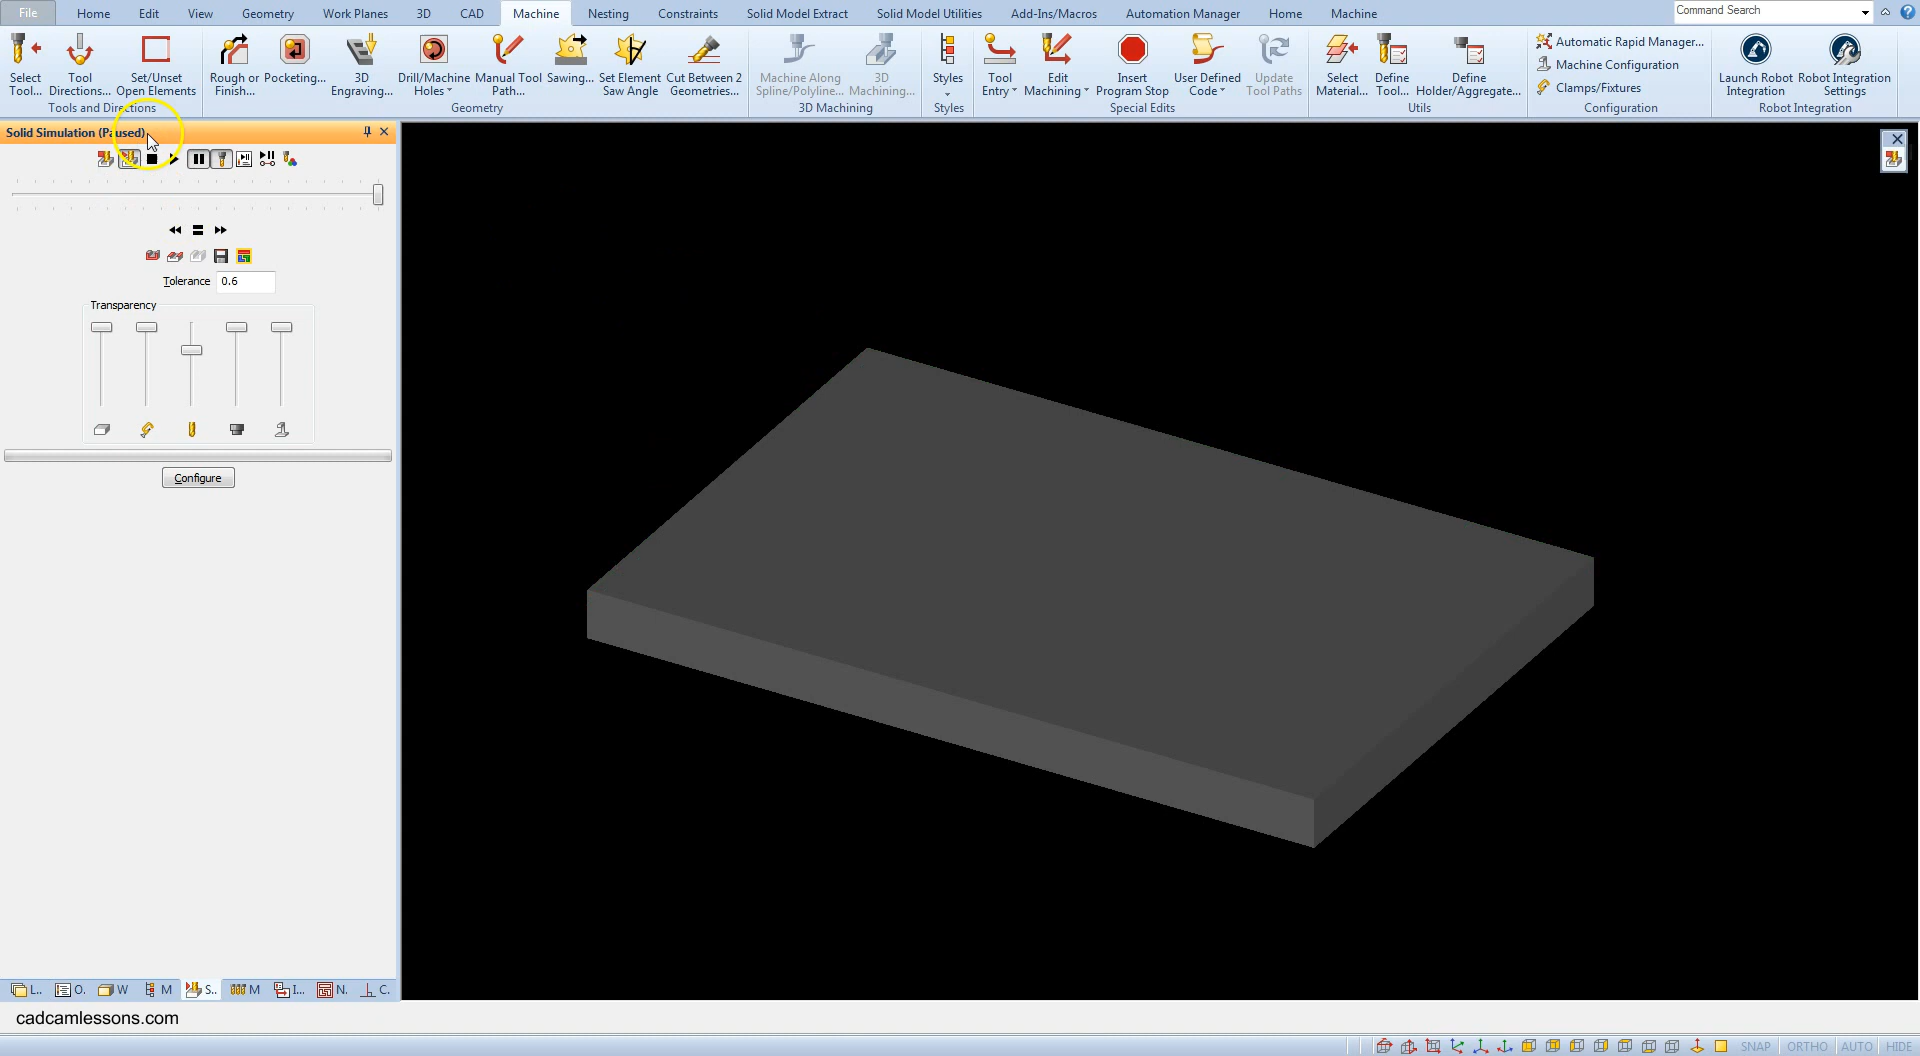 File Home Edit View Geometry Work Planes 3D CAD Machine Nesting Constraints Solid Model Extract Solid Model Utilities Add-Ins/Macros Automation Manager Home Machine Command Search
Select Tool...
Tool Directions...
Set/Unset Open Elements
Tools and Directions
Rough or Finish...
Pocketing...
3D Engraving...
Drill/Machine Holes
Manual Tool Path...
Sawing...
Set Element Saw Angle
Cut Between 2 Geometries...
Geometry
Machine Along Spline/Polyline...
3D Machining...
3D Machining
Styles
Styles
Tool Entry
Edit Machining
Insert Program Stop
User Defined Code
Update Tool Paths
Special Edits
Select Material...
Define Tool...
Define Holder/Aggregate...
Utils
Automatic Rapid Manager...
Machine Configuration
Clamps/Fixtures
Configuration
Launch Robot Integration
Robot Integration Settings
Robot Integration
Solid Simulation (Paused)
Tolerance 0.6
Transparency
Configure
L.. O. W M S.. M I... N. C.
cadcamlessons.com
SNAP ORTHO AUTO HIDE